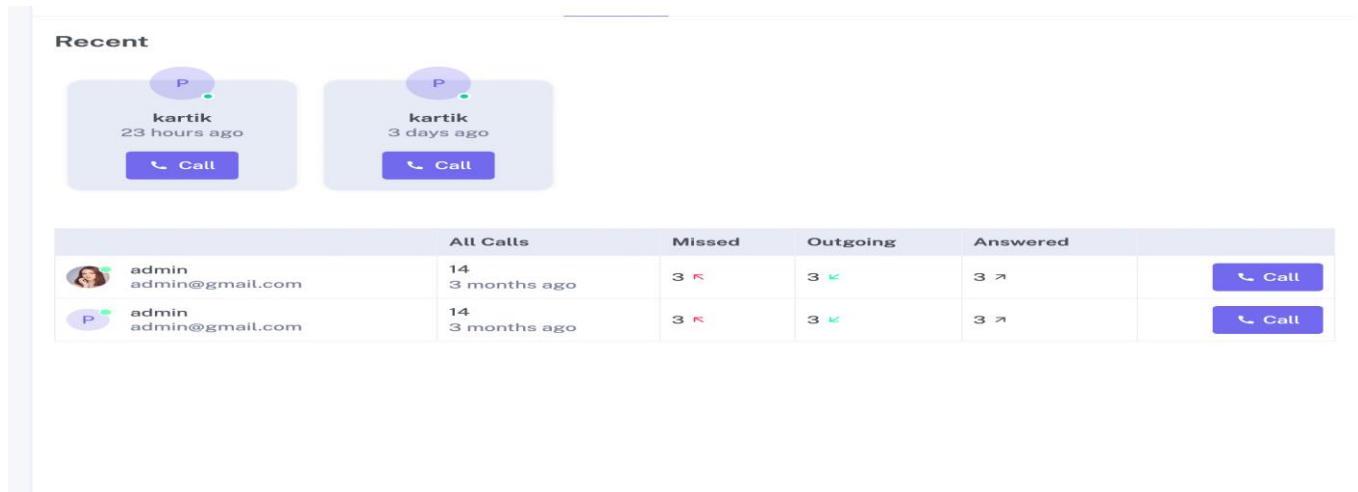 Recent
P P
kartik kartik
23 hours ago 3 days ago
Call Call
All Calls Missed Outgoing Answered
admin 14
admin@gmail.com 3 months ago 3 3 3 Call
P admin 14
admin@gmail.com 3 months ago 3 3 3 Call